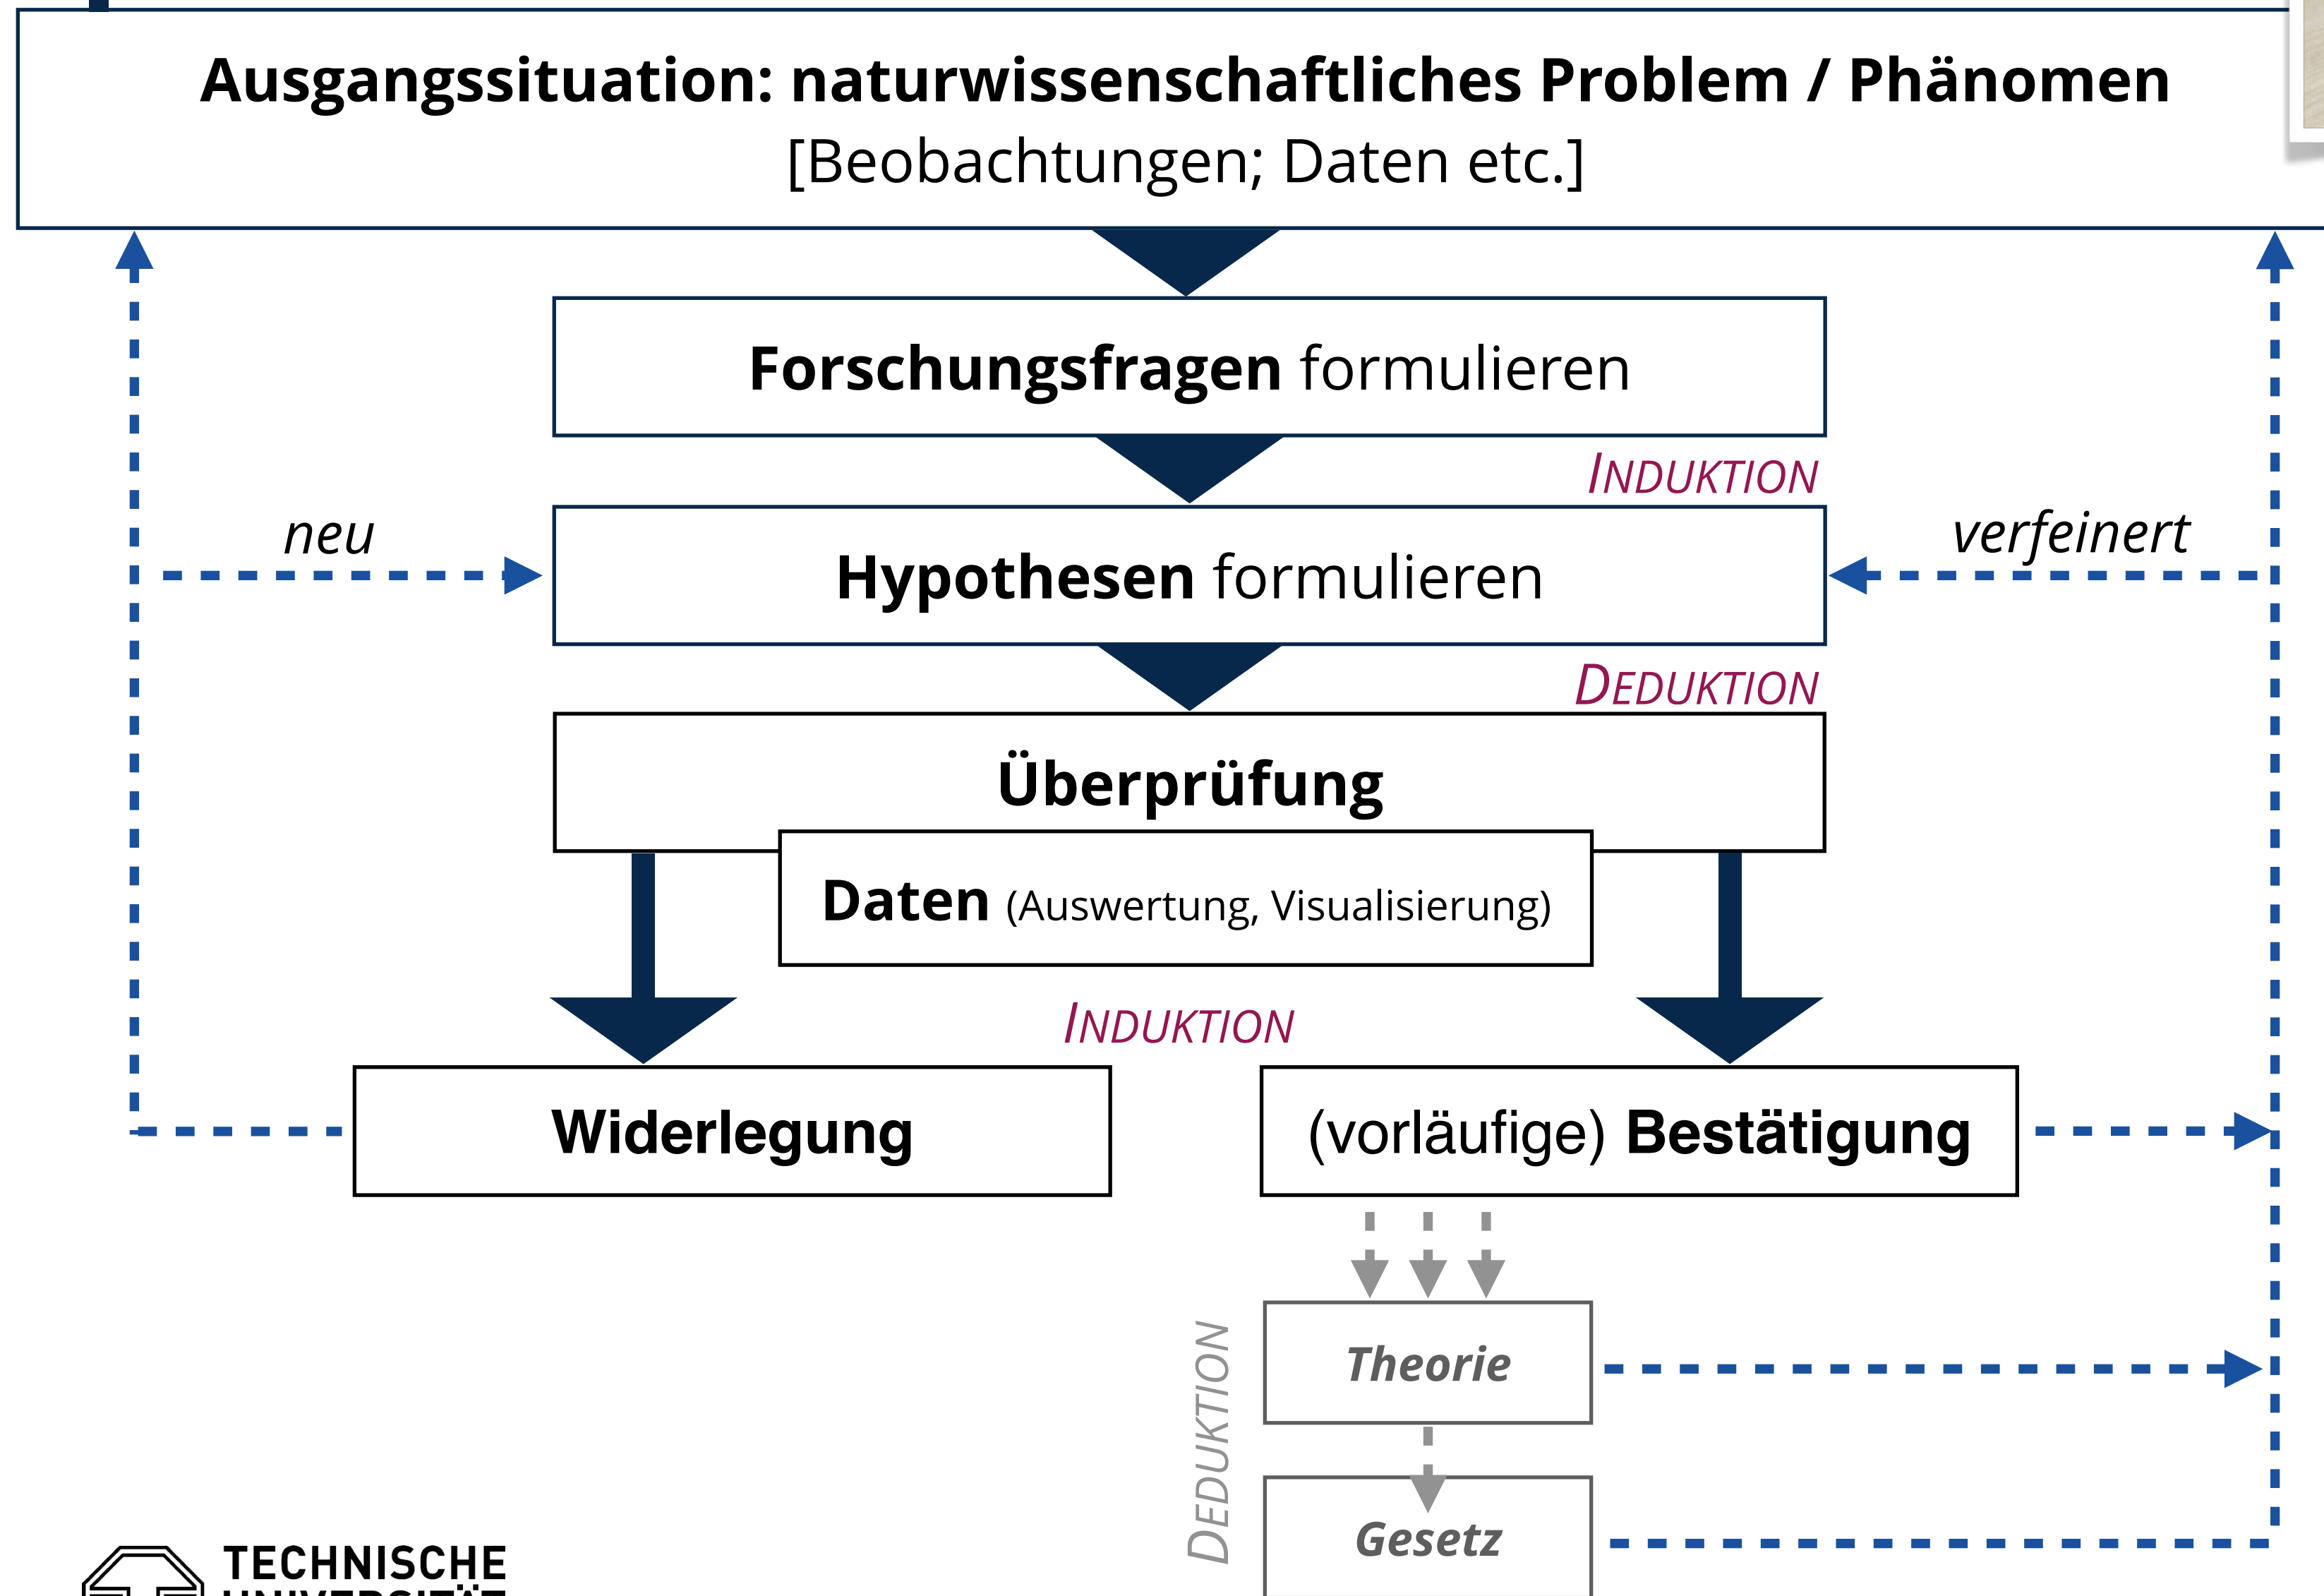 Ausgangssituation: naturwissenschaftliches Problem / Phänomen
[Beobachtungen; Daten etc.]
Forschungsfragen formulieren
INDUKTION
neu
verfeinert
Hypothesen formulieren
DEDUKTION
Überprüfung
Daten (Auswertung, Visualisierung)
INDUKTION
Widerlegung
(vorläufige) Bestätigung
DEDUKTION
Theorie
Gesetz
TECHNISCHE
UNIVERSITÄT